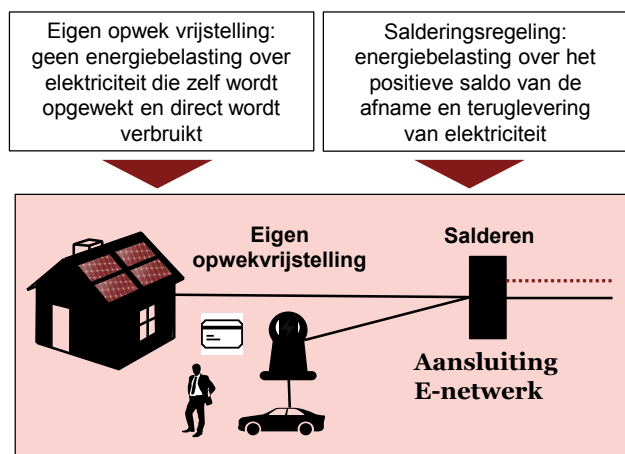 Eigen opwek vrijstelling:
geen energiebelasting over
elektriciteit die zelf wordt
opgewekt en direct wordt
verbruikt
Salderingsregeling:
energiebelasting over het
positieve saldo van de
afname en teruglevering
van elektriciteit
Eigen
opwekvrijstelling
Salderen
Aansluiting
E-netwerk